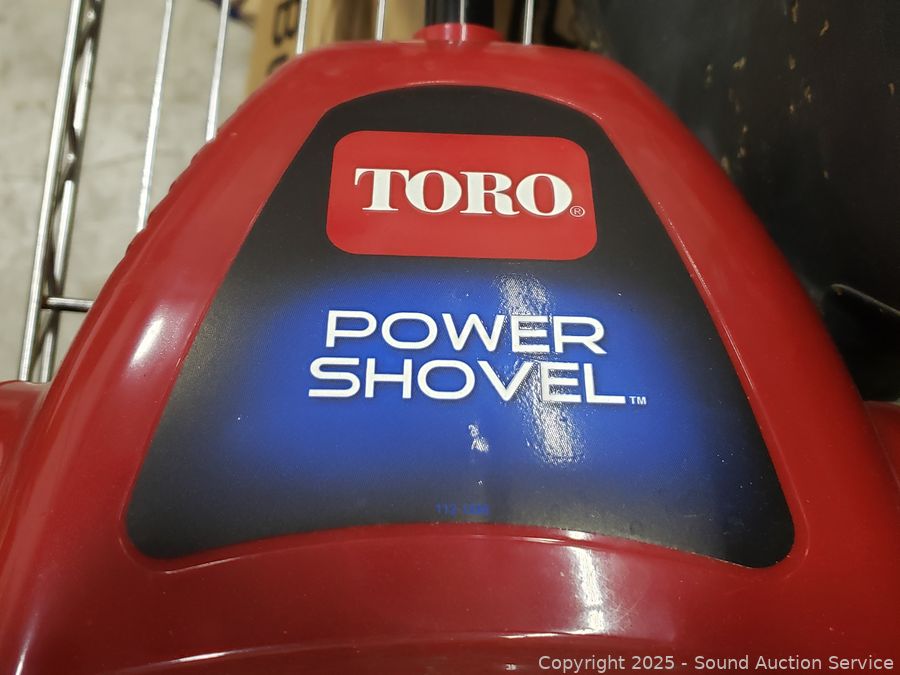 TORO®
POWER
SHOVEL™
Copyright 2025 - Sound Auction Service